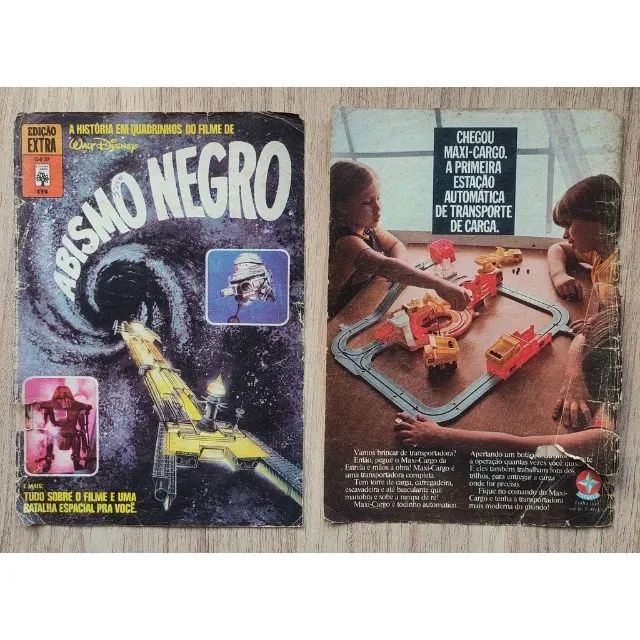 EDIÇÃO
EXTRA
A HISTÓRIA EM QUADRINHOS DO FILME DE
WALT DISNEY
ABISMO NEGRO
E MAIS:
TUDO SOBRE O FILME E UMA
BATALHA ESPACIAL PRA VOCÊ.
CHEGOU
MAXI-CARGO.
A PRIMEIRA
ESTAÇÃO
AUTOMÁTICA
DE TRANSPORTE
DE CARGA.
Vamos brincar de transportadora?
Então, pegue o Maxi-Cargo da
Estrela e mãos à obra! Maxi-Cargo é
uma transportadora completa.
Tem torre de carga, carregadeira,
escavadeira e até basculante que
manobra e sobe a rampa de ré!
Maxi-Cargo é todinho automático.
Apertando um botão,
a operação quantas vezes você
E eles também trabalham fora dos
trilhos, para entregar a carga
onde for preciso.
Fique no comando do Maxi-
Cargo e tenha a transportadora
mais moderna do mundo!